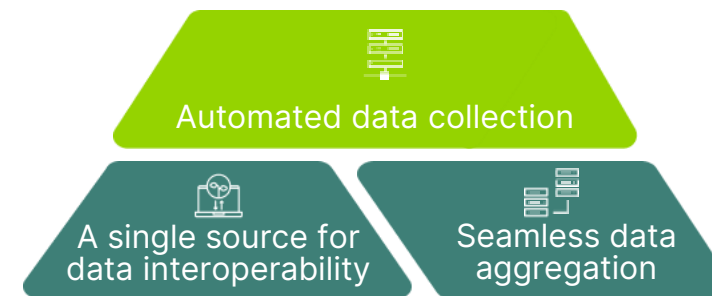 Automated data collection
A single source for
data interoperability
Seamless data
aggregation